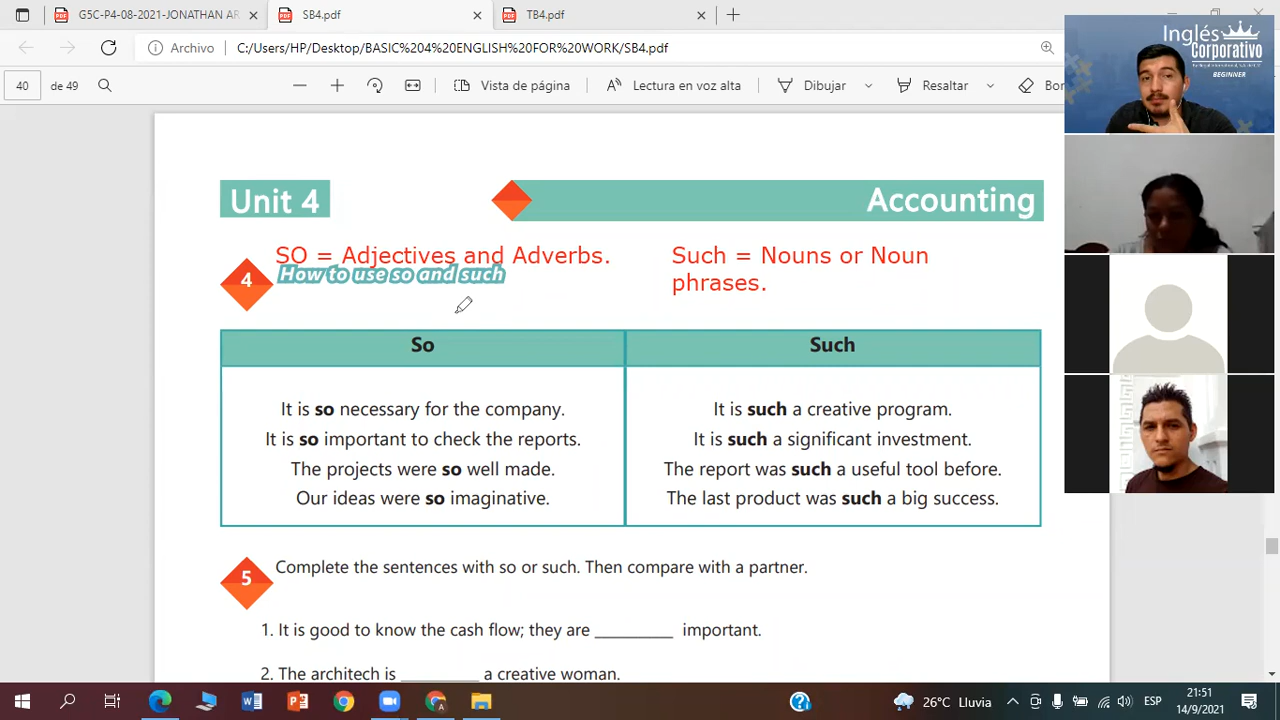 G5C-P4-08-2021-JONATHAN AR
SB4.pdf
TB4.pdf
Archivo
C:/Users/HP/Desktop/BASIC%204%20ENGLISH%20FOR%20WORK/SB4.pdf
40
de 49
Vista de página
Lectura en voz alta
Dibujar
Resaltar
Bor
Inglés
Corporativo
BEGINNER
Unit 4
Accounting
SO = Adjectives and Adverbs.
Such = Nouns or Noun
phrases.
4
How to use so and such
So
Such
It is so necessary for the company.
It is such a creative program.
It is so important to check the reports.
It is such a significant investment.
The projects were so well made.
The report was such a useful tool before.
Our ideas were so imaginative.
The last product was such a big success.
5
Complete the sentences with so or such. Then compare with a partner.
1. It is good to know the cash flow; they are _________ important.
2. The architech is _________ a creative woman.
26°C Lluvia
ESP
21:51
14/9/2021